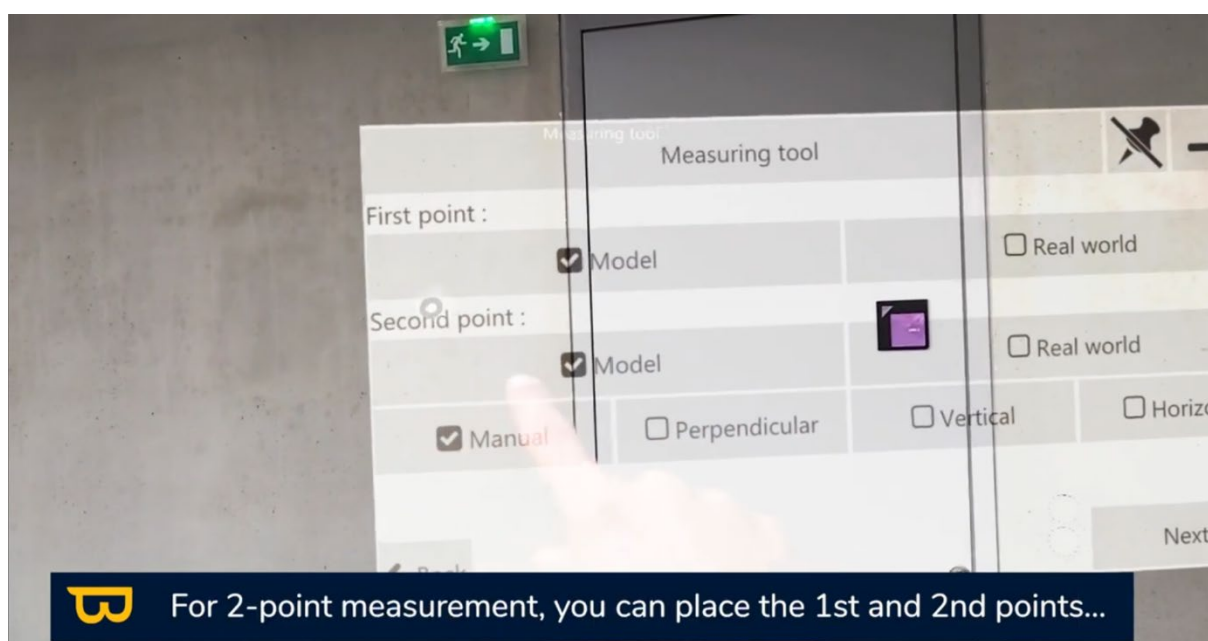 Measuring tool
Measuring tool
First point :
Model
Real world
Second point :
Model
Real world
Manual
Perpendicular
Vertical
Next
Back
For 2-point measurement, you can place the 1st and 2nd points...